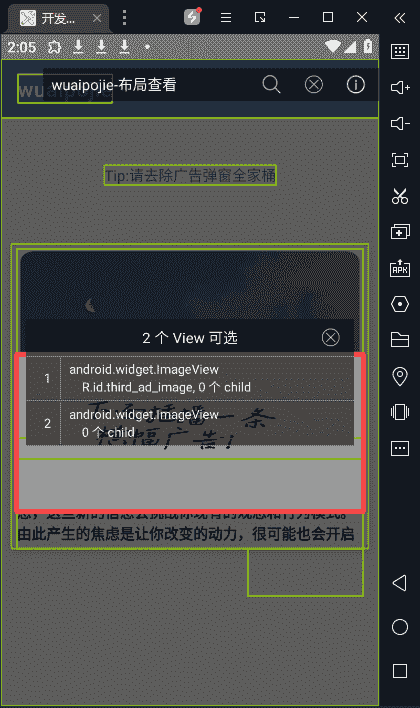 开发...
2:05
wuaipojie-布局查看
Tip:请去除广告弹窗全家桶
2 个 View 可选
1
android.widget.ImageView
R.id.third_ad_image, 0 个 child
2
android.widget.ImageView
0 个 child
横幅广告!
由此产生的焦虑是让你改变的动力，很可能也会开启
APK